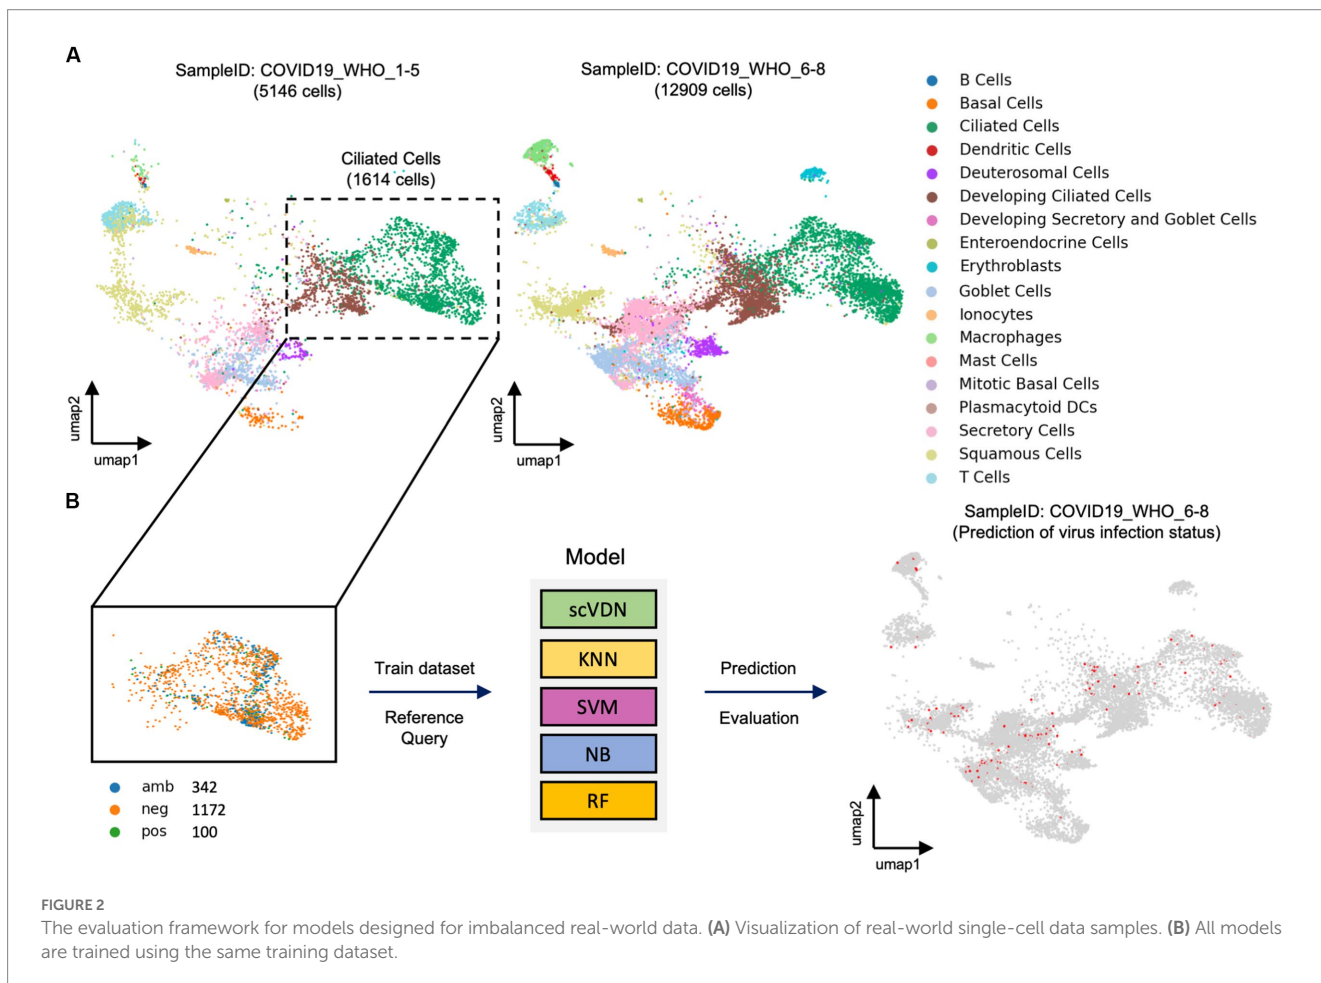 A
SampleID: COVID19_WHO_1-5
(5146 cells)
SampleID: COVID19_WHO_6-8
(12909 cells)
Ciliated Cells
(1614 cells)
umap2
umap1
umap2
umap1
B Cells
Basal Cells
Ciliated Cells
Dendritic Cells
Deuterosomal Cells
Developing Ciliated Cells
Developing Secretory and Goblet Cells
Enteroendocrine Cells
Erythroblasts
Goblet Cells
Ionocytes
Macrophages
Mast Cells
Mitotic Basal Cells
Plasmacytoid DCs
Secretory Cells
Squamous Cells
T Cells
B
amb 342
neg 1172
pos 100
Train dataset
Reference
Query
Model
scVDN
KNN
SVM
NB
RF
Prediction
Evaluation
SampleID: COVID19_WHO_6-8
(Prediction of virus infection status)
umap2
umap1
FIGURE 2
The evaluation framework for models designed for imbalanced real-world data. (A) Visualization of real-world single-cell data samples. (B) All models
are trained using the same training dataset.